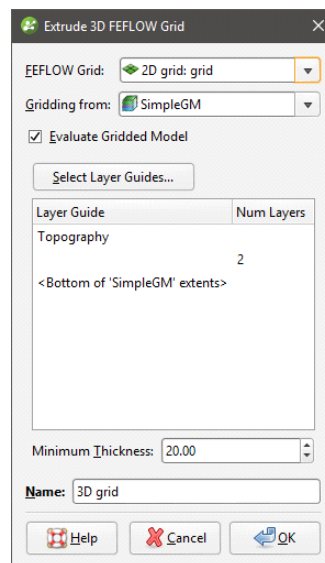 Extrude 3D FEFLOW Grid
FEFLOW Grid: 2D grid: grid
Gridding from: SimpleGM
Evaluate Gridded Model
Select Layer Guides...
Layer Guide Num Layers
Topography
2
<Bottom of 'SimpleGM' extents>
Minimum Thickness: 20.00
Name: 3D grid
Help Cancel OK